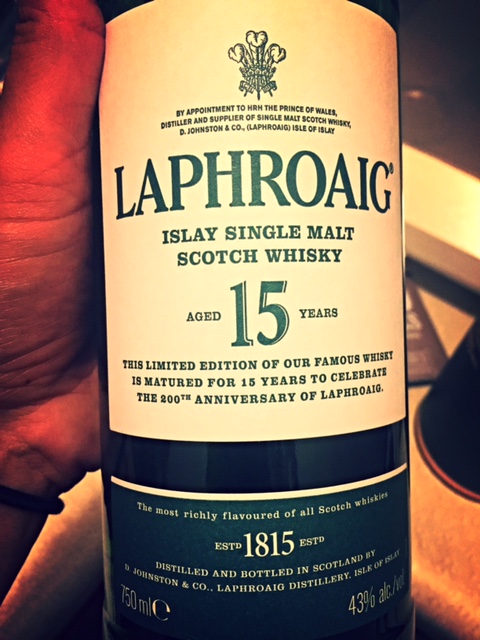 BY APPOINTMENT TO HRH THE PRINCE OF WALES,
DISTILLER AND SUPPLIER OF SINGLE MALT SCOTCH WHISKY,
D. JOHNSTON & CO., (LAPHROAIG) ISLE OF ISLAY
LAPHROAIG®
ISLAY SINGLE MALT
SCOTCH WHISKY
AGED 15 YEARS
THIS LIMITED EDITION OF OUR FAMOUS WHISKY
IS MATURED FOR 15 YEARS TO CELEBRATE
THE 200TH ANNIVERSARY OF LAPHROAIG.
The most richly flavoured of all Scotch whiskies
ESTD 1815 ESTD
DISTILLED AND BOTTLED IN SCOTLAND BY
D. JOHNSTON & CO., LAPHROAIG DISTILLERY, ISLE OF ISLAY
750 ml℮ 43% alc./vol